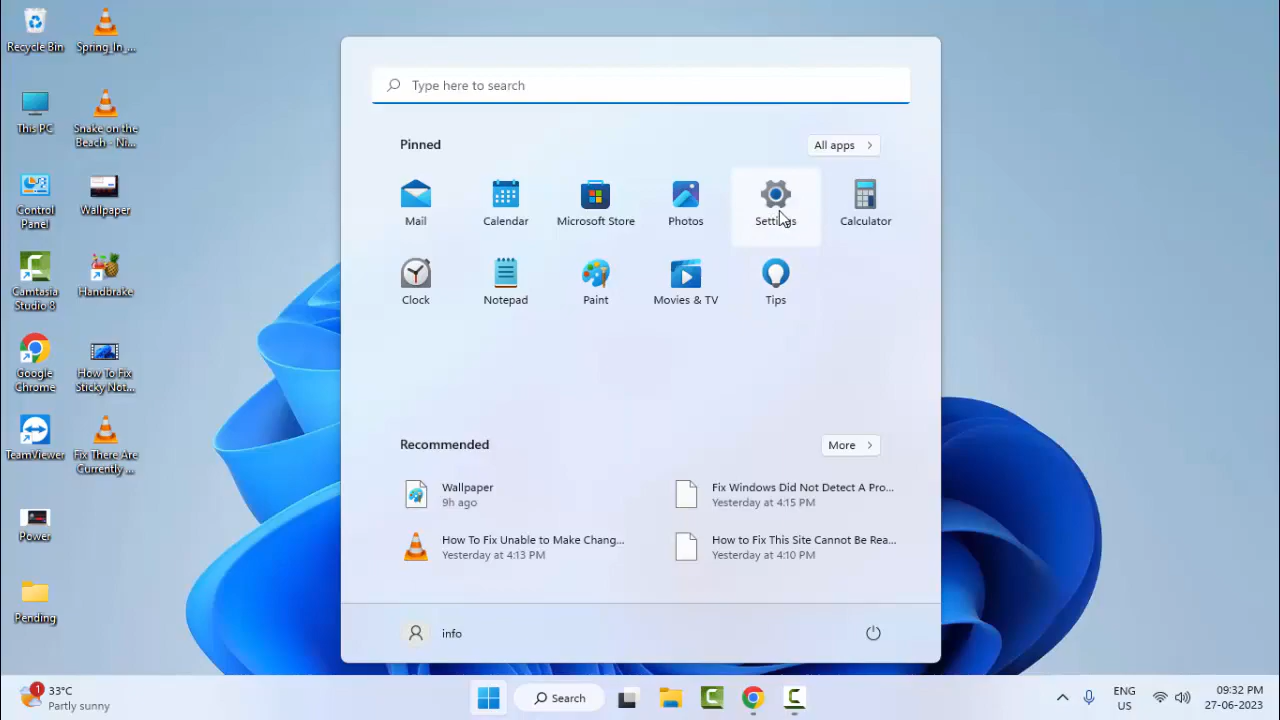 Recycle Bin
Spring_In_...
This PC
Snake on the
Beach - Ni...
Control
Panel
Wallpaper
Camtasia
Studio 8
Handbrake
Google
Chrome
How To Fix
Sticky Not...
TeamViewer
Fix There Are
Currently ...
Power
Pending
Type here to search
Pinned
All apps
Mail
Calendar
Microsoft Store
Photos
Settings
Calculator
Clock
Notepad
Paint
Movies & TV
Tips
Recommended
More
Wallpaper
9h ago
Fix Windows Did Not Detect A Pro...
Yesterday at 4:15 PM
How To Fix Unable to Make Chang...
Yesterday at 4:13 PM
How to Fix This Site Cannot Be Rea...
Yesterday at 4:10 PM
info
1
33°C
Partly sunny
Search
ENG
US
09:32 PM
27-06-2023